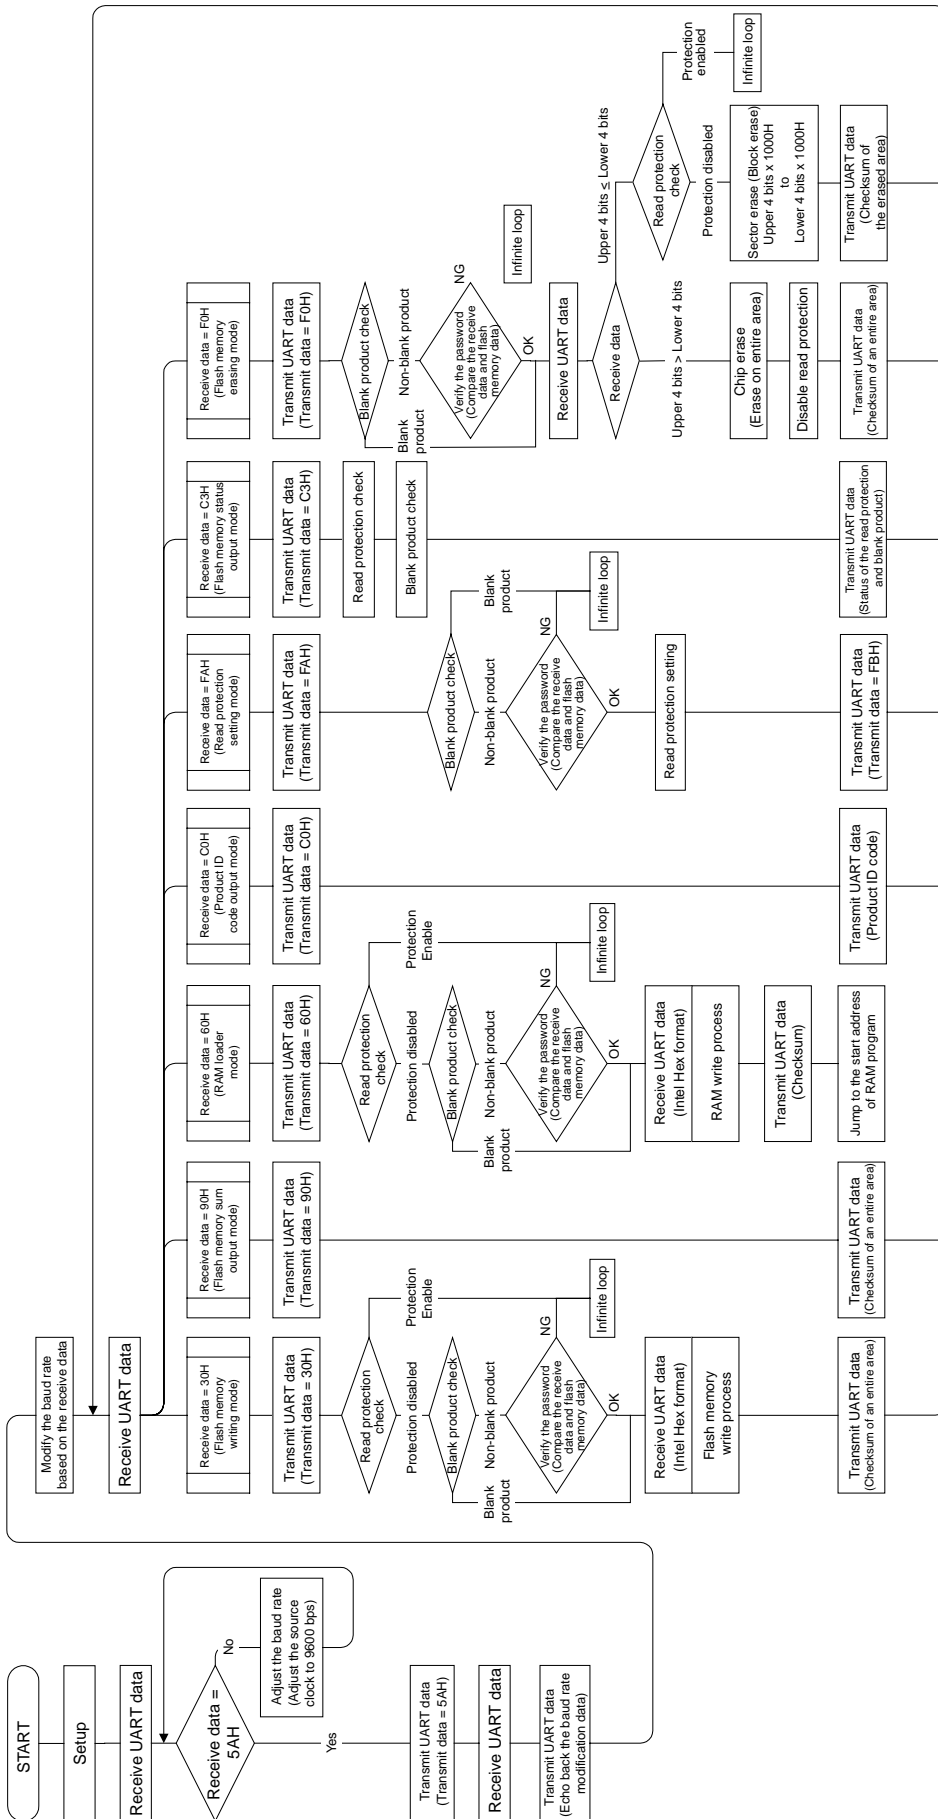 START
Setup
Receive UART data
Receive data =
5AH
No
Adjust the baud rate
(Adjust the source
clock to 9600 bps)
Yes
Transmit UART data
(Transmit data = 5AH)
Receive UART data
Transmit UART data
(Echo back the baud rate
modification data)
Modify the baud rate
based on the receive data
Receive UART data
Receive data = 30H
(Flash memory
writing mode)
Transmit UART data
(Transmit data = 30H)
Read protection
check
Protection
Enable
Protection disabled
Blank product check
Blank
product
Non-blank product
Verify the password
(Compare the receive
data and flash
memory data)
NG
Infinite loop
OK
Receive UART data
(Intel Hex format)
Flash memory
write process
Transmit UART data
(Checksum of an entire area)
Receive data = 90H
(Flash memory sum
output mode)
Transmit UART data
(Transmit data = 90H)
Transmit UART data
(Checksum of an entire area)
Receive data = 60H
(RAM loader
mode)
Transmit UART data
(Transmit data = 60H)
Read protection
check
Protection
Enable
Protection disabled
Blank product check
Blank
product
Non-blank product
Verify the password
(Compare the receive
data and flash
memory data)
NG
Infinite loop
OK
Receive UART data
(Intel Hex format)
RAM write process
Transmit UART data
(Checksum)
Jump to the start address
of RAM program
Receive data = C0H
(Product ID
code output mode)
Transmit UART data
(Transmit data = C0H)
Transmit UART data
(Product ID code)
Receive data = FAH
(Read protection
setting mode)
Transmit UART data
(Transmit data = FAH)
Blank product check
Blank
product
Non-blank product
Verify the password
(Compare the receive
data and flash
memory data)
NG
Infinite loop
OK
Read protection setting
Transmit UART data
(Transmit data = FBH)
Receive data = C3H
(Flash memory status
output mode)
Transmit UART data
(Transmit data = C3H)
Read protection check
Blank product check
Transmit UART data
(Status of the read protection
and blank product)
Receive data = F0H
(Flash memory
erasing mode)
Transmit UART data
(Transmit data = F0H)
Blank product check
Blank
product
Non-blank product
Verify the password
(Compare the receive
data and flash
memory data)
NG
Infinite loop
OK
Receive UART data
Receive data
Upper 4 bits > Lower 4 bits
Chip erase
(Erase on entire area)
Disable read protection
Transmit UART data
(Checksum of an entire area)
Upper 4 bits ≤ Lower 4 bits
Read protection
check
Protection
enabled
Infinite loop
Protection disabled
Sector erase (Block erase)
Upper 4 bits x 1000H
to
Lower 4 bits x 1000H
Transmit UART data
(Checksum of
the erased area)